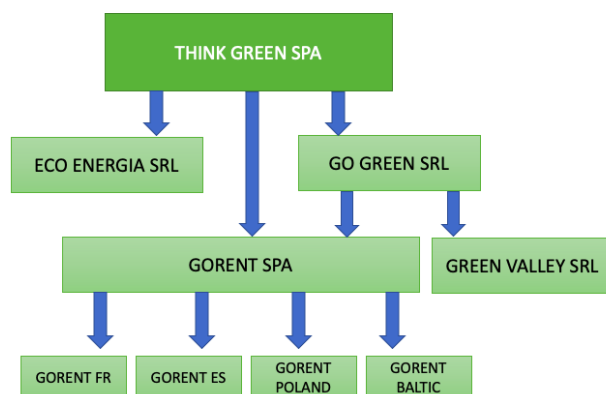 THINK GREEN SPA
ECO ENERGIA SRL
GO GREEN SRL
GORENT SPA
GREEN VALLEY SRL
GORENT FR
GORENT ES
GORENT
POLAND
GORENT
BALTIC